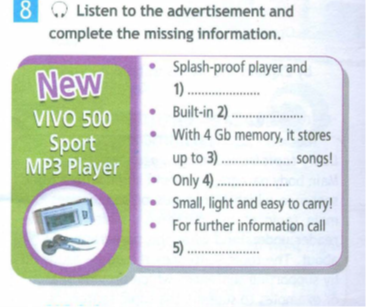 8 Listen to the advertisement and
complete the missing information.
New
VIVO 500
Sport
MP3 Player
• Splash-proof player and
1) .....................
• Built-in 2) .....................
• With 4 Gb memory, it stores
up to 3) ..................... songs!
• Only 4) .....................
• Small, light and easy to carry!
• For further information call
5) .....................